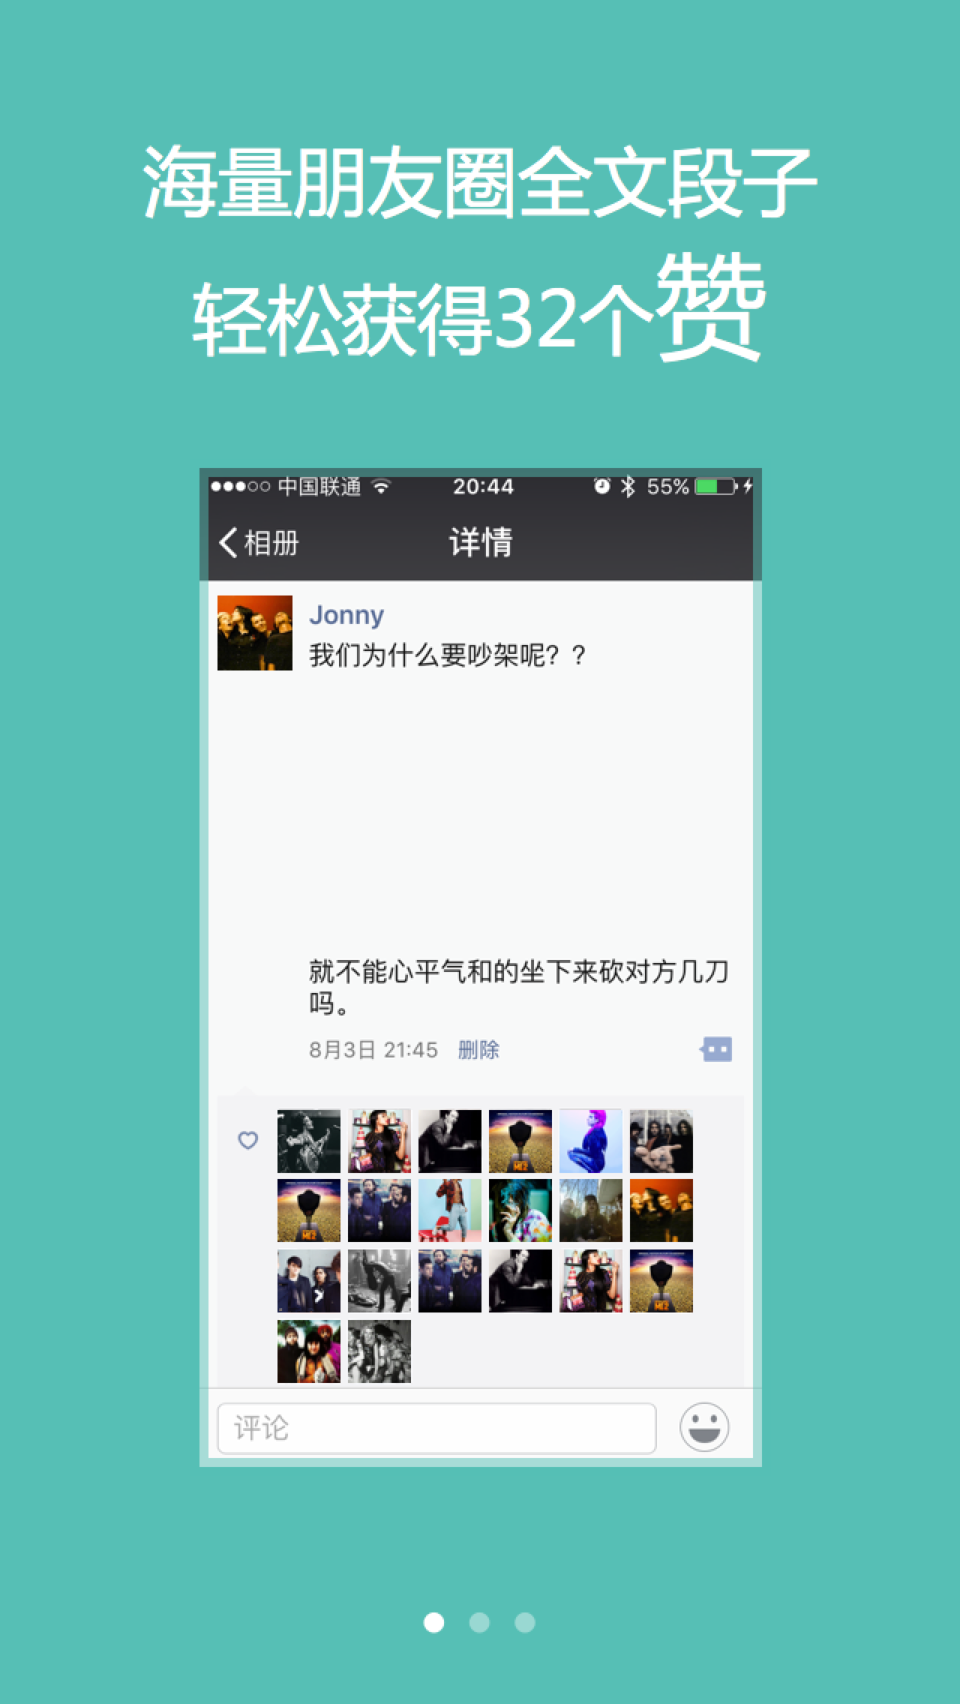 海量朋友圈全文段子
轻松获得32个赞
中国联通 20:44 55%
相册 详情
Jonny
我们为什么要吵架呢？？
就不能心平气和的坐下来砍对方几刀
吗。
8月3日 21:45 删除
评论